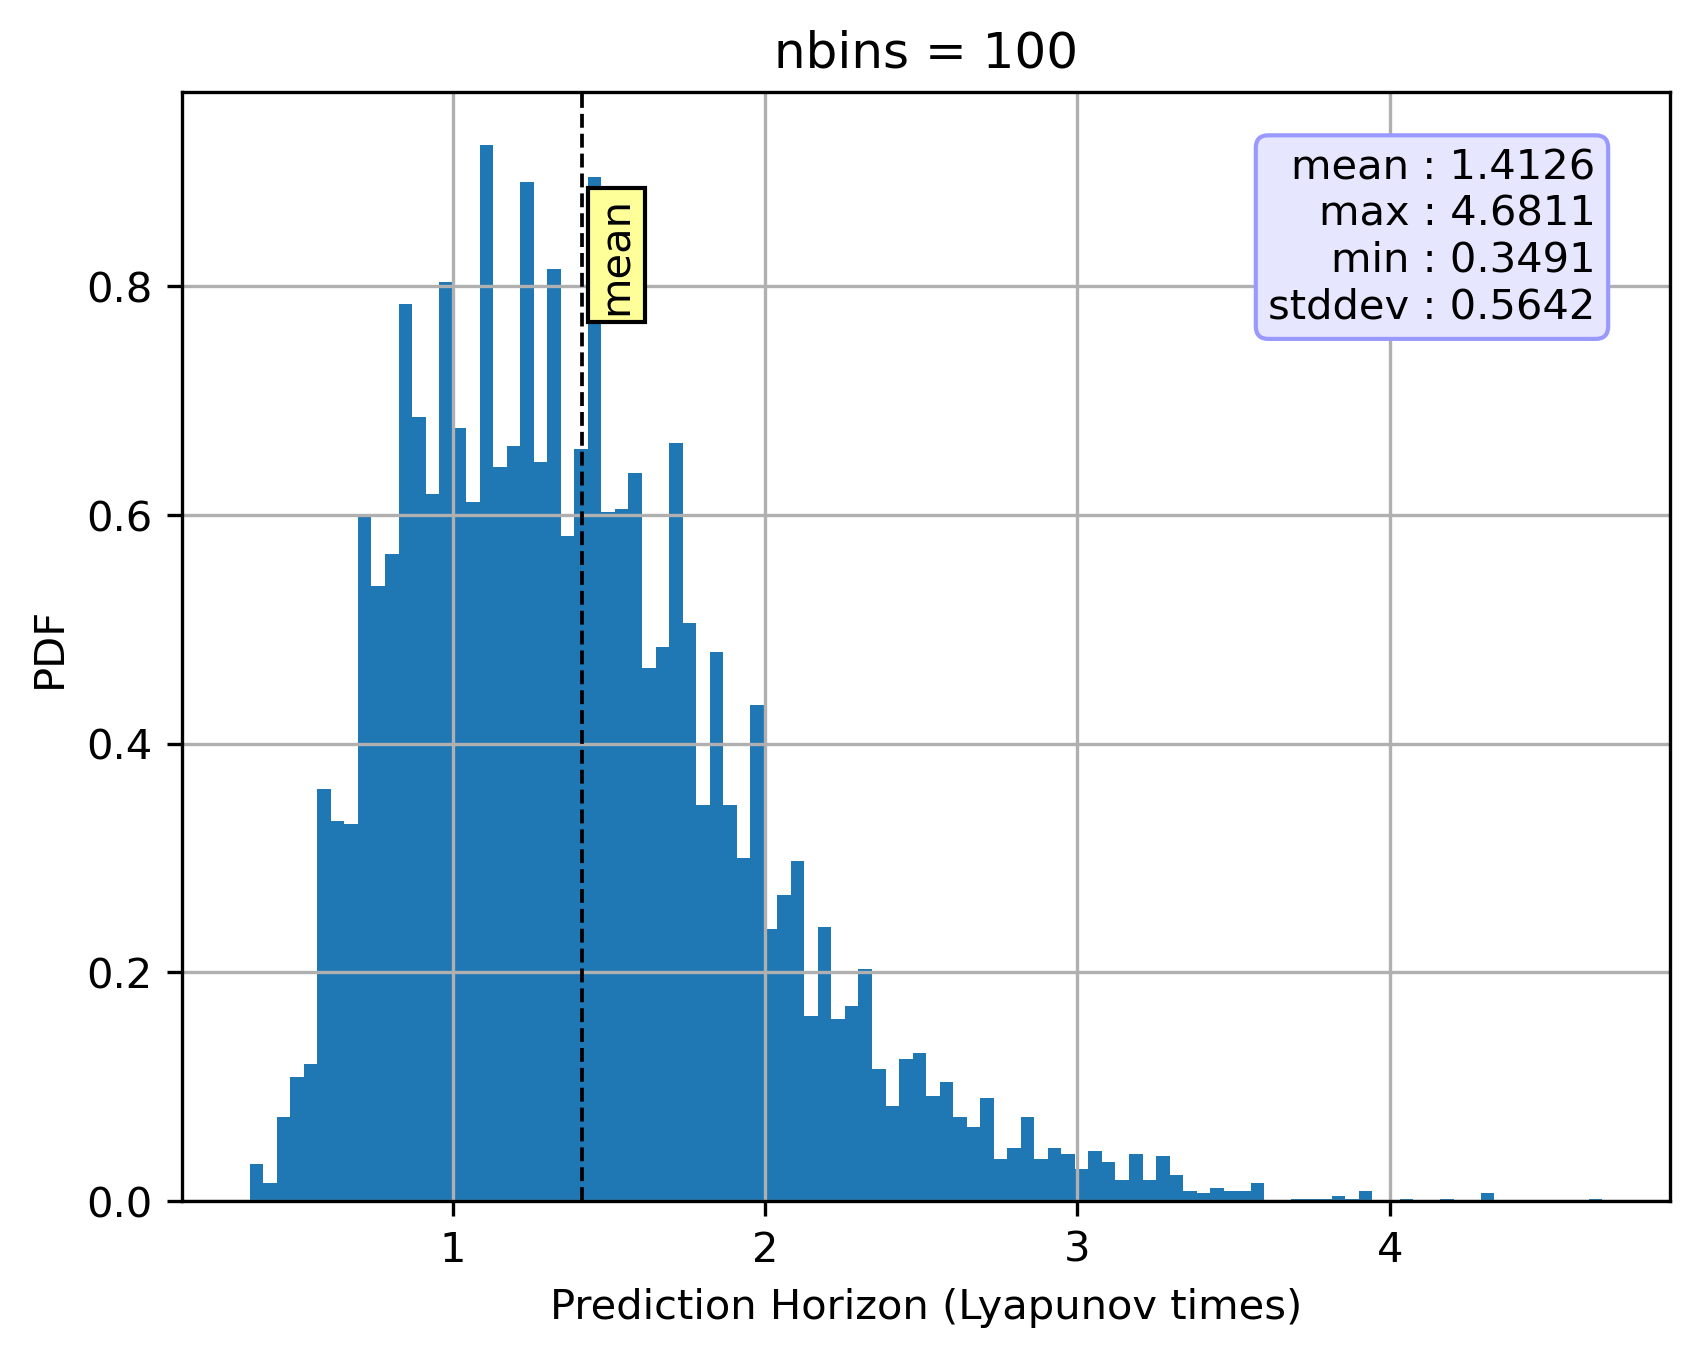 nbins = 100
mean : 1.4126
max : 4.6811
min : 0.3491
stddev : 0.5642
mean
PDF
0.8
0.6
0.4
0.2
0.0
1 2 3 4
Prediction Horizon (Lyapunov times)